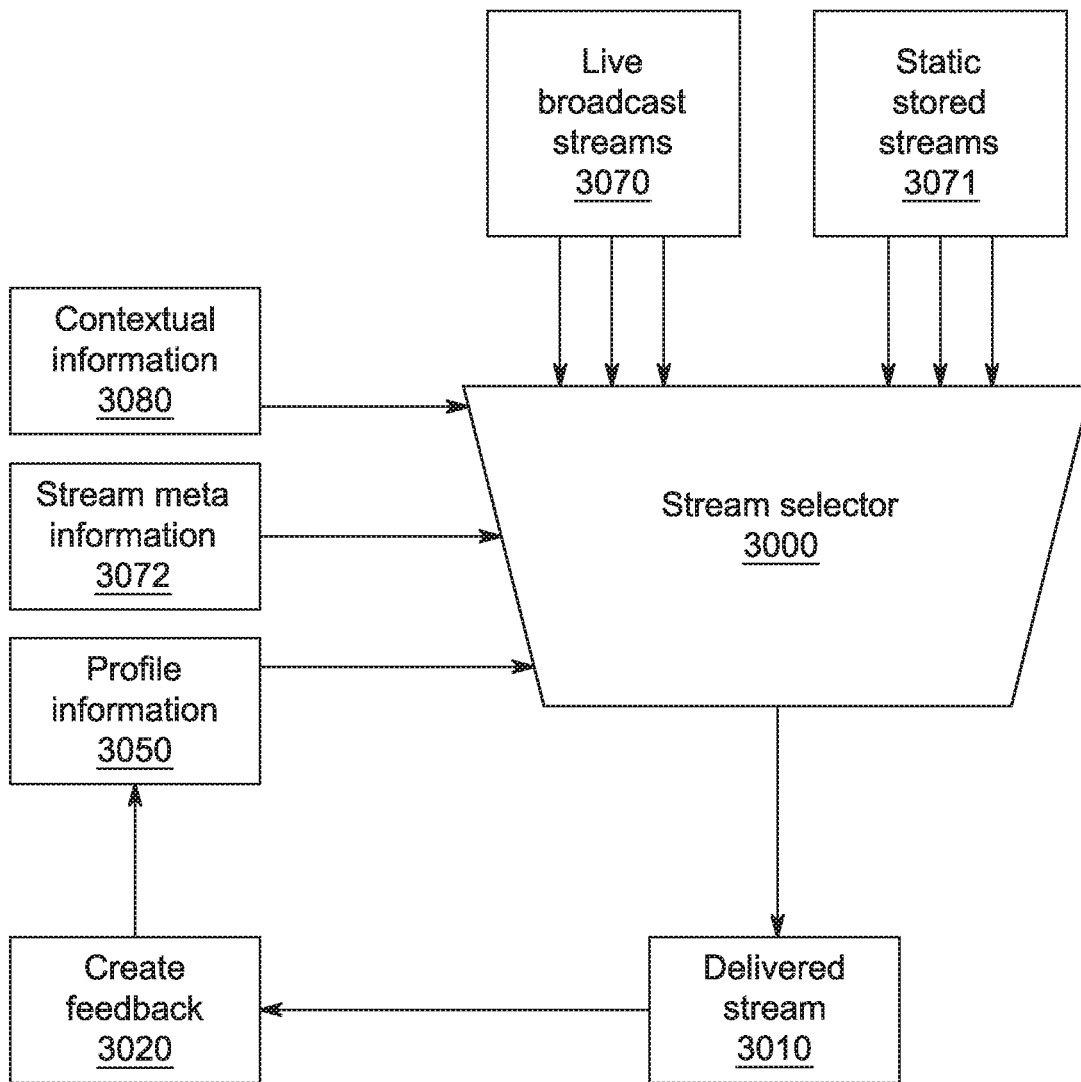 Live
broadcast
streams
3070
Static
stored
streams
3071
Contextual
information
3080
Stream meta
information
3072
Profile
information
3050
Stream selector
3000
Create
feedback
3020
Delivered
stream
3010